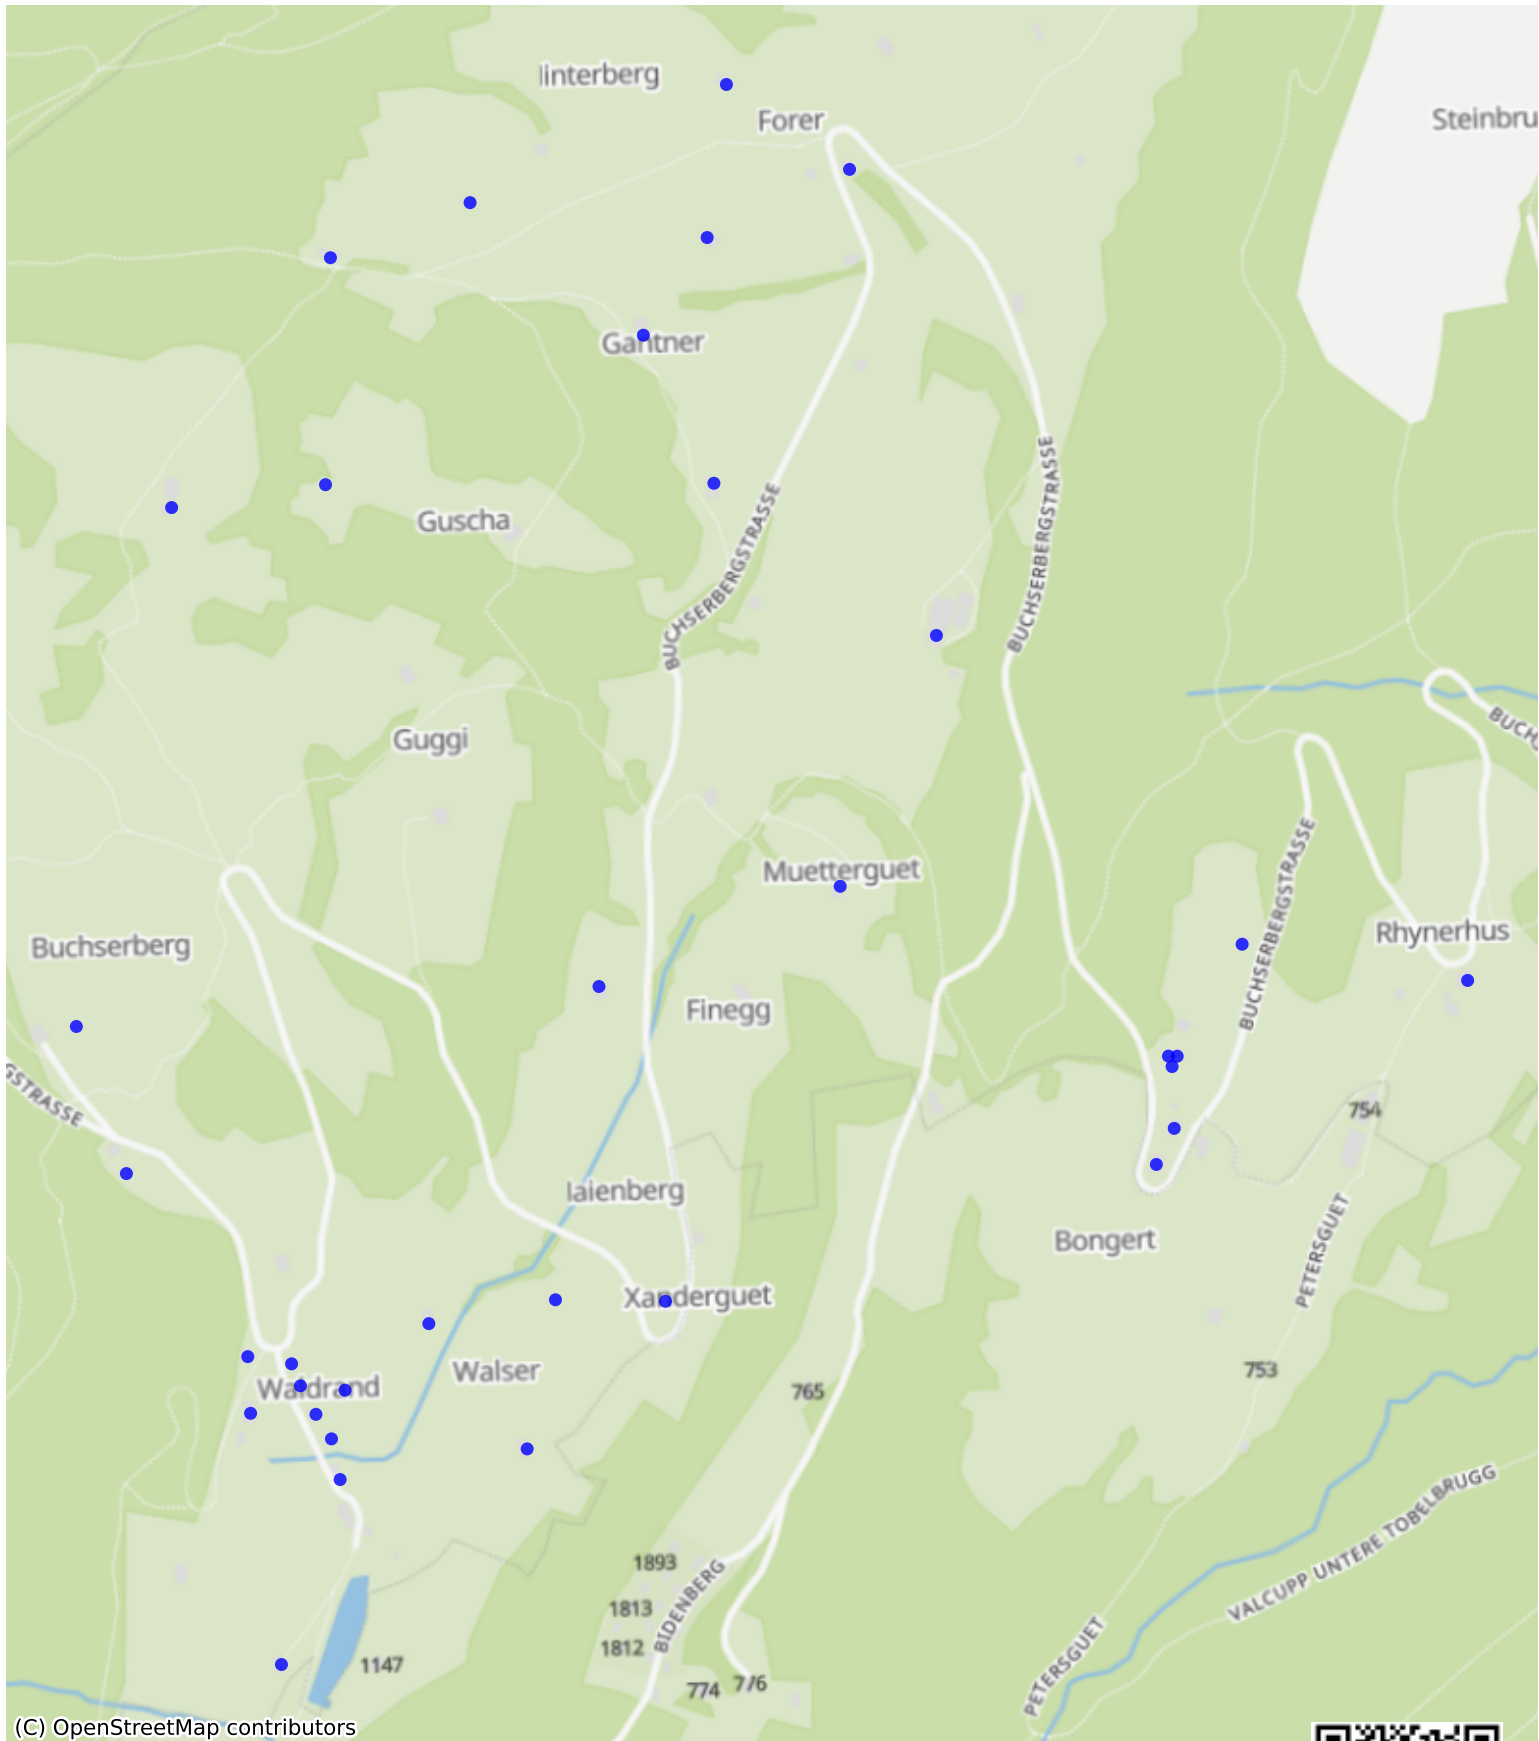 linterberg
Steinbru
Forer
Gantner
BUCHSERBERGSTRASSE
BUCHSERBERGSTRASSE
Guscha
Guggi
BUCH
Muetterguet
BUCHSERBERGSTRASSE
Rhynerhus
Buchserberg
Finegg
GSTRASSE
754
Iaienberg
Bongert
PETERSGUET
Xanderguet
Walser
753
Waldrand
765
VALCUPP UNTERE TOBELBRUGG
1893
BIDENBERG
1813
1812
PETERSGUET
1147
774
776
(C) OpenStreetMap contributors